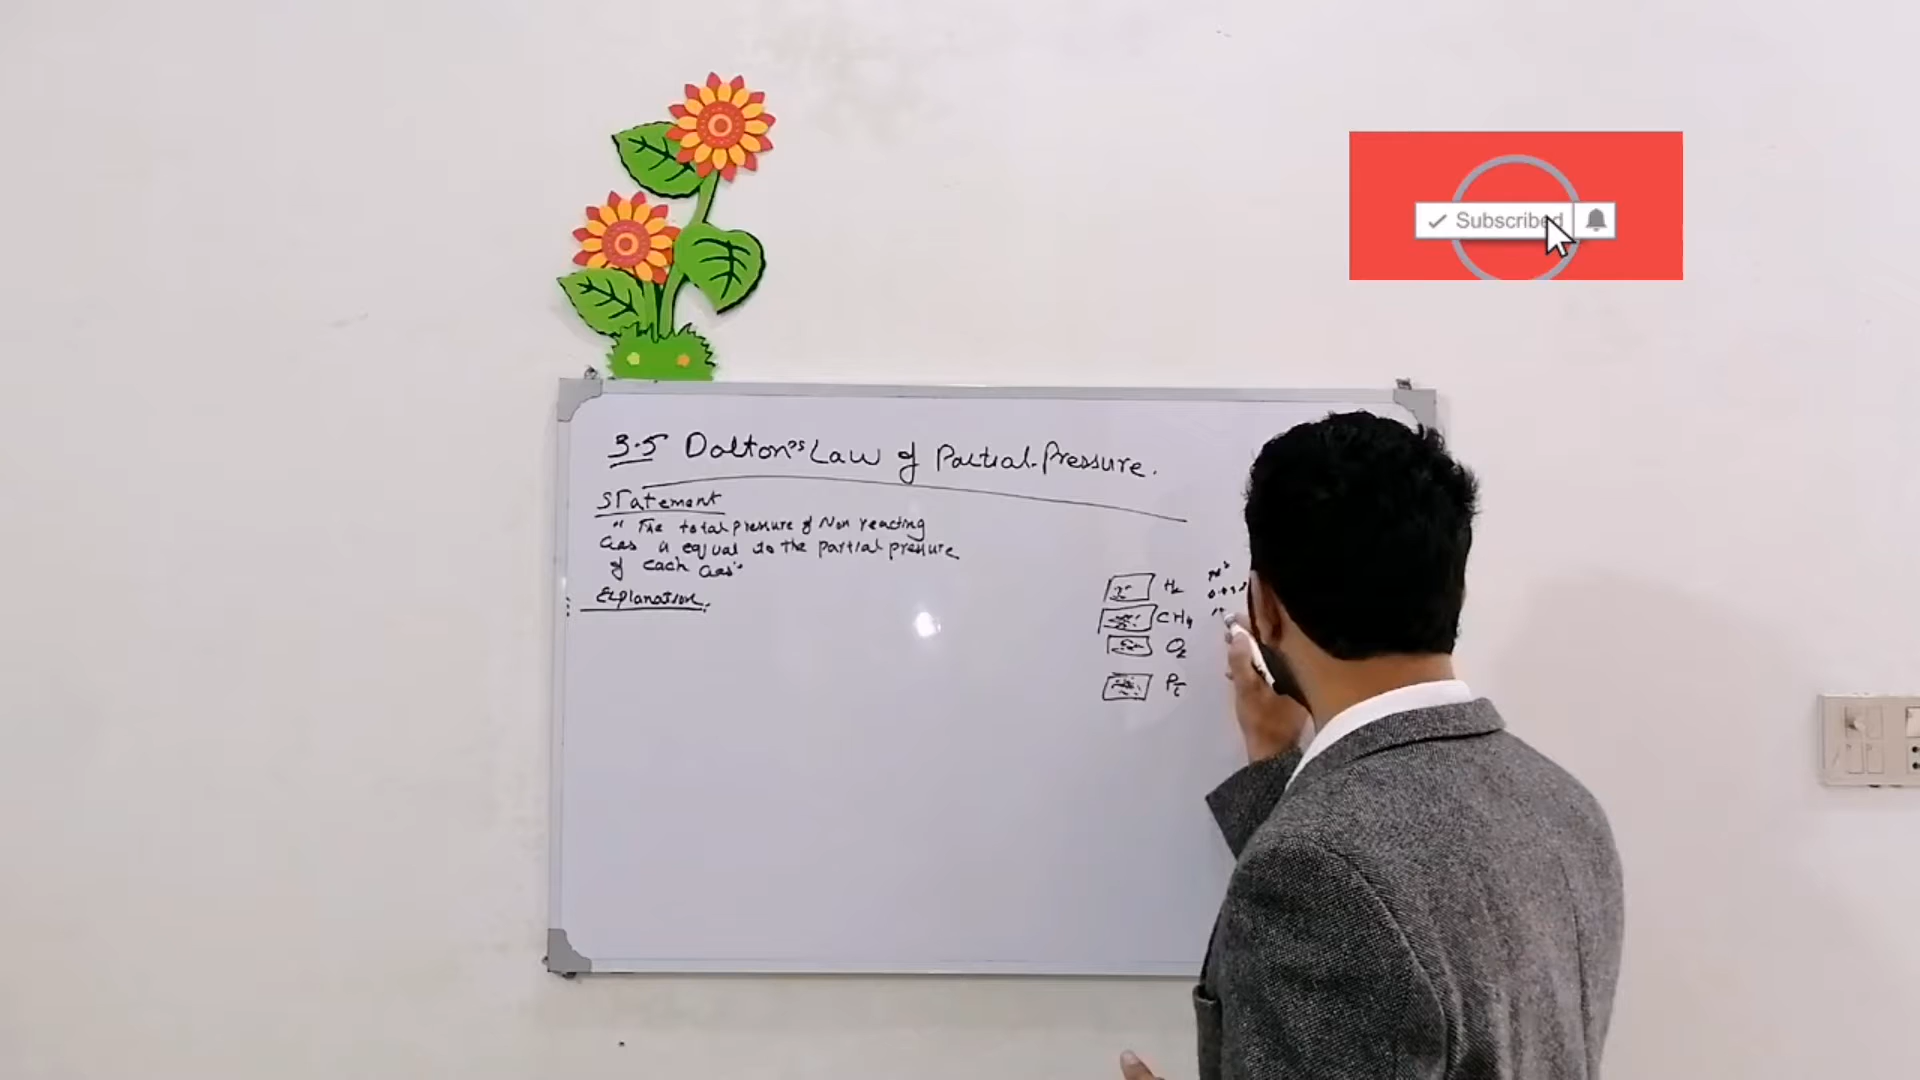 3.5 Dalton's Law of Partial Pressure.
Statement
" The total pressure of Non reacting
Gas is equal to the partial pressure
of each Gas"
Explanation
H2
CH4
O2
Pt
Subscribed